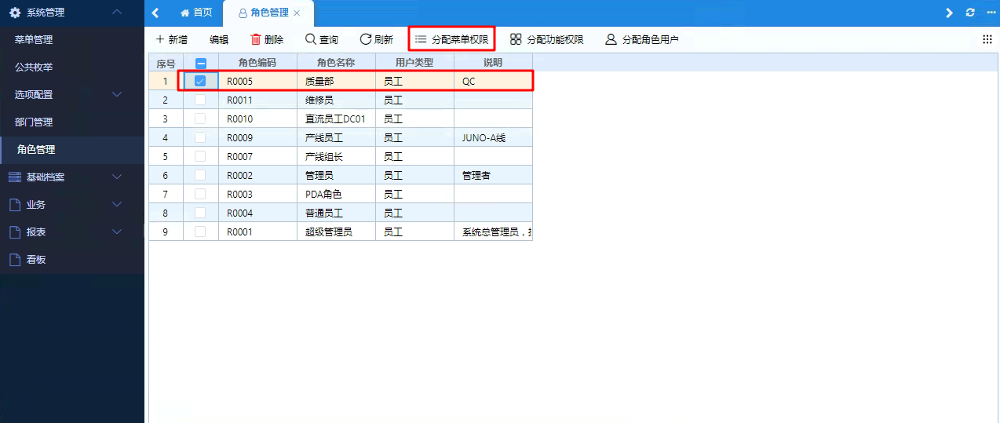 系统管理
首页
角色管理
菜单管理
公共枚举
选项配置
部门管理
角色管理
基础档案
业务
报表
看板
新增 编辑 删除 查询 刷新 分配菜单权限 分配功能权限 分配角色用户
序号 角色编码 角色名称 用户类型 说明
1 R0005 质量部 员工 QC
2 R0011 维修员 员工
3 R0010 直流员工DC01 员工
4 R0009 产线员工 员工 JUNO-A线
5 R0007 产线组长 员工
6 R0002 管理员 员工 管理者
7 R0003 PDA角色 员工
8 R0004 普通员工 员工
9 R0001 超级管理员 员工 系统总管理员，